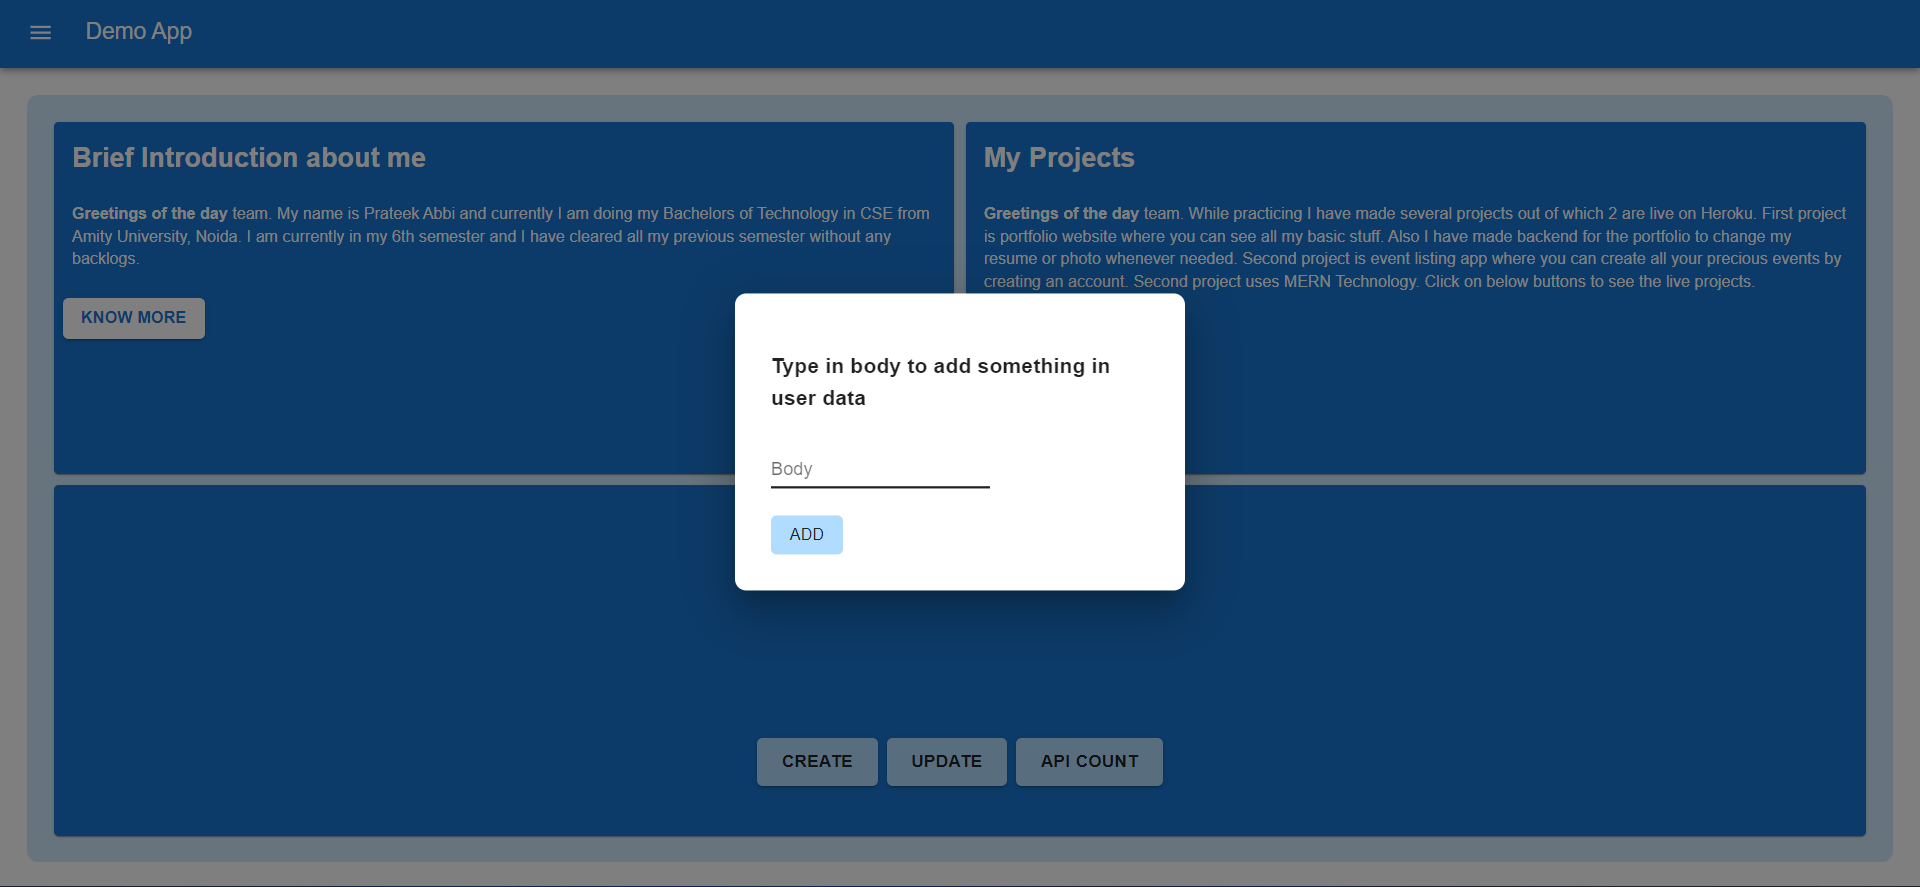 Demo App
Brief Introduction about me
Greetings of the day team. My name is Prateek Abbi and currently I am doing my Bachelors of Technology in CSE from
Amity University, Noida. I am currently in my 6th semester and I have cleared all my previous semester without any
backlogs.
KNOW MORE
My Projects
Greetings of the day team. While practicing I have made several projects out of which 2 are live on Heroku. First project
is portfolio website where you can see all my basic stuff. Also I have made backend for the portfolio to change my
resume or photo whenever needed. Second project is event listing app where you can create all your precious events by
creating an account. Second project uses MERN Technology. Click on below buttons to see the live projects.
Type in body to add something in
user data
Body
ADD
CREATE
UPDATE
API COUNT